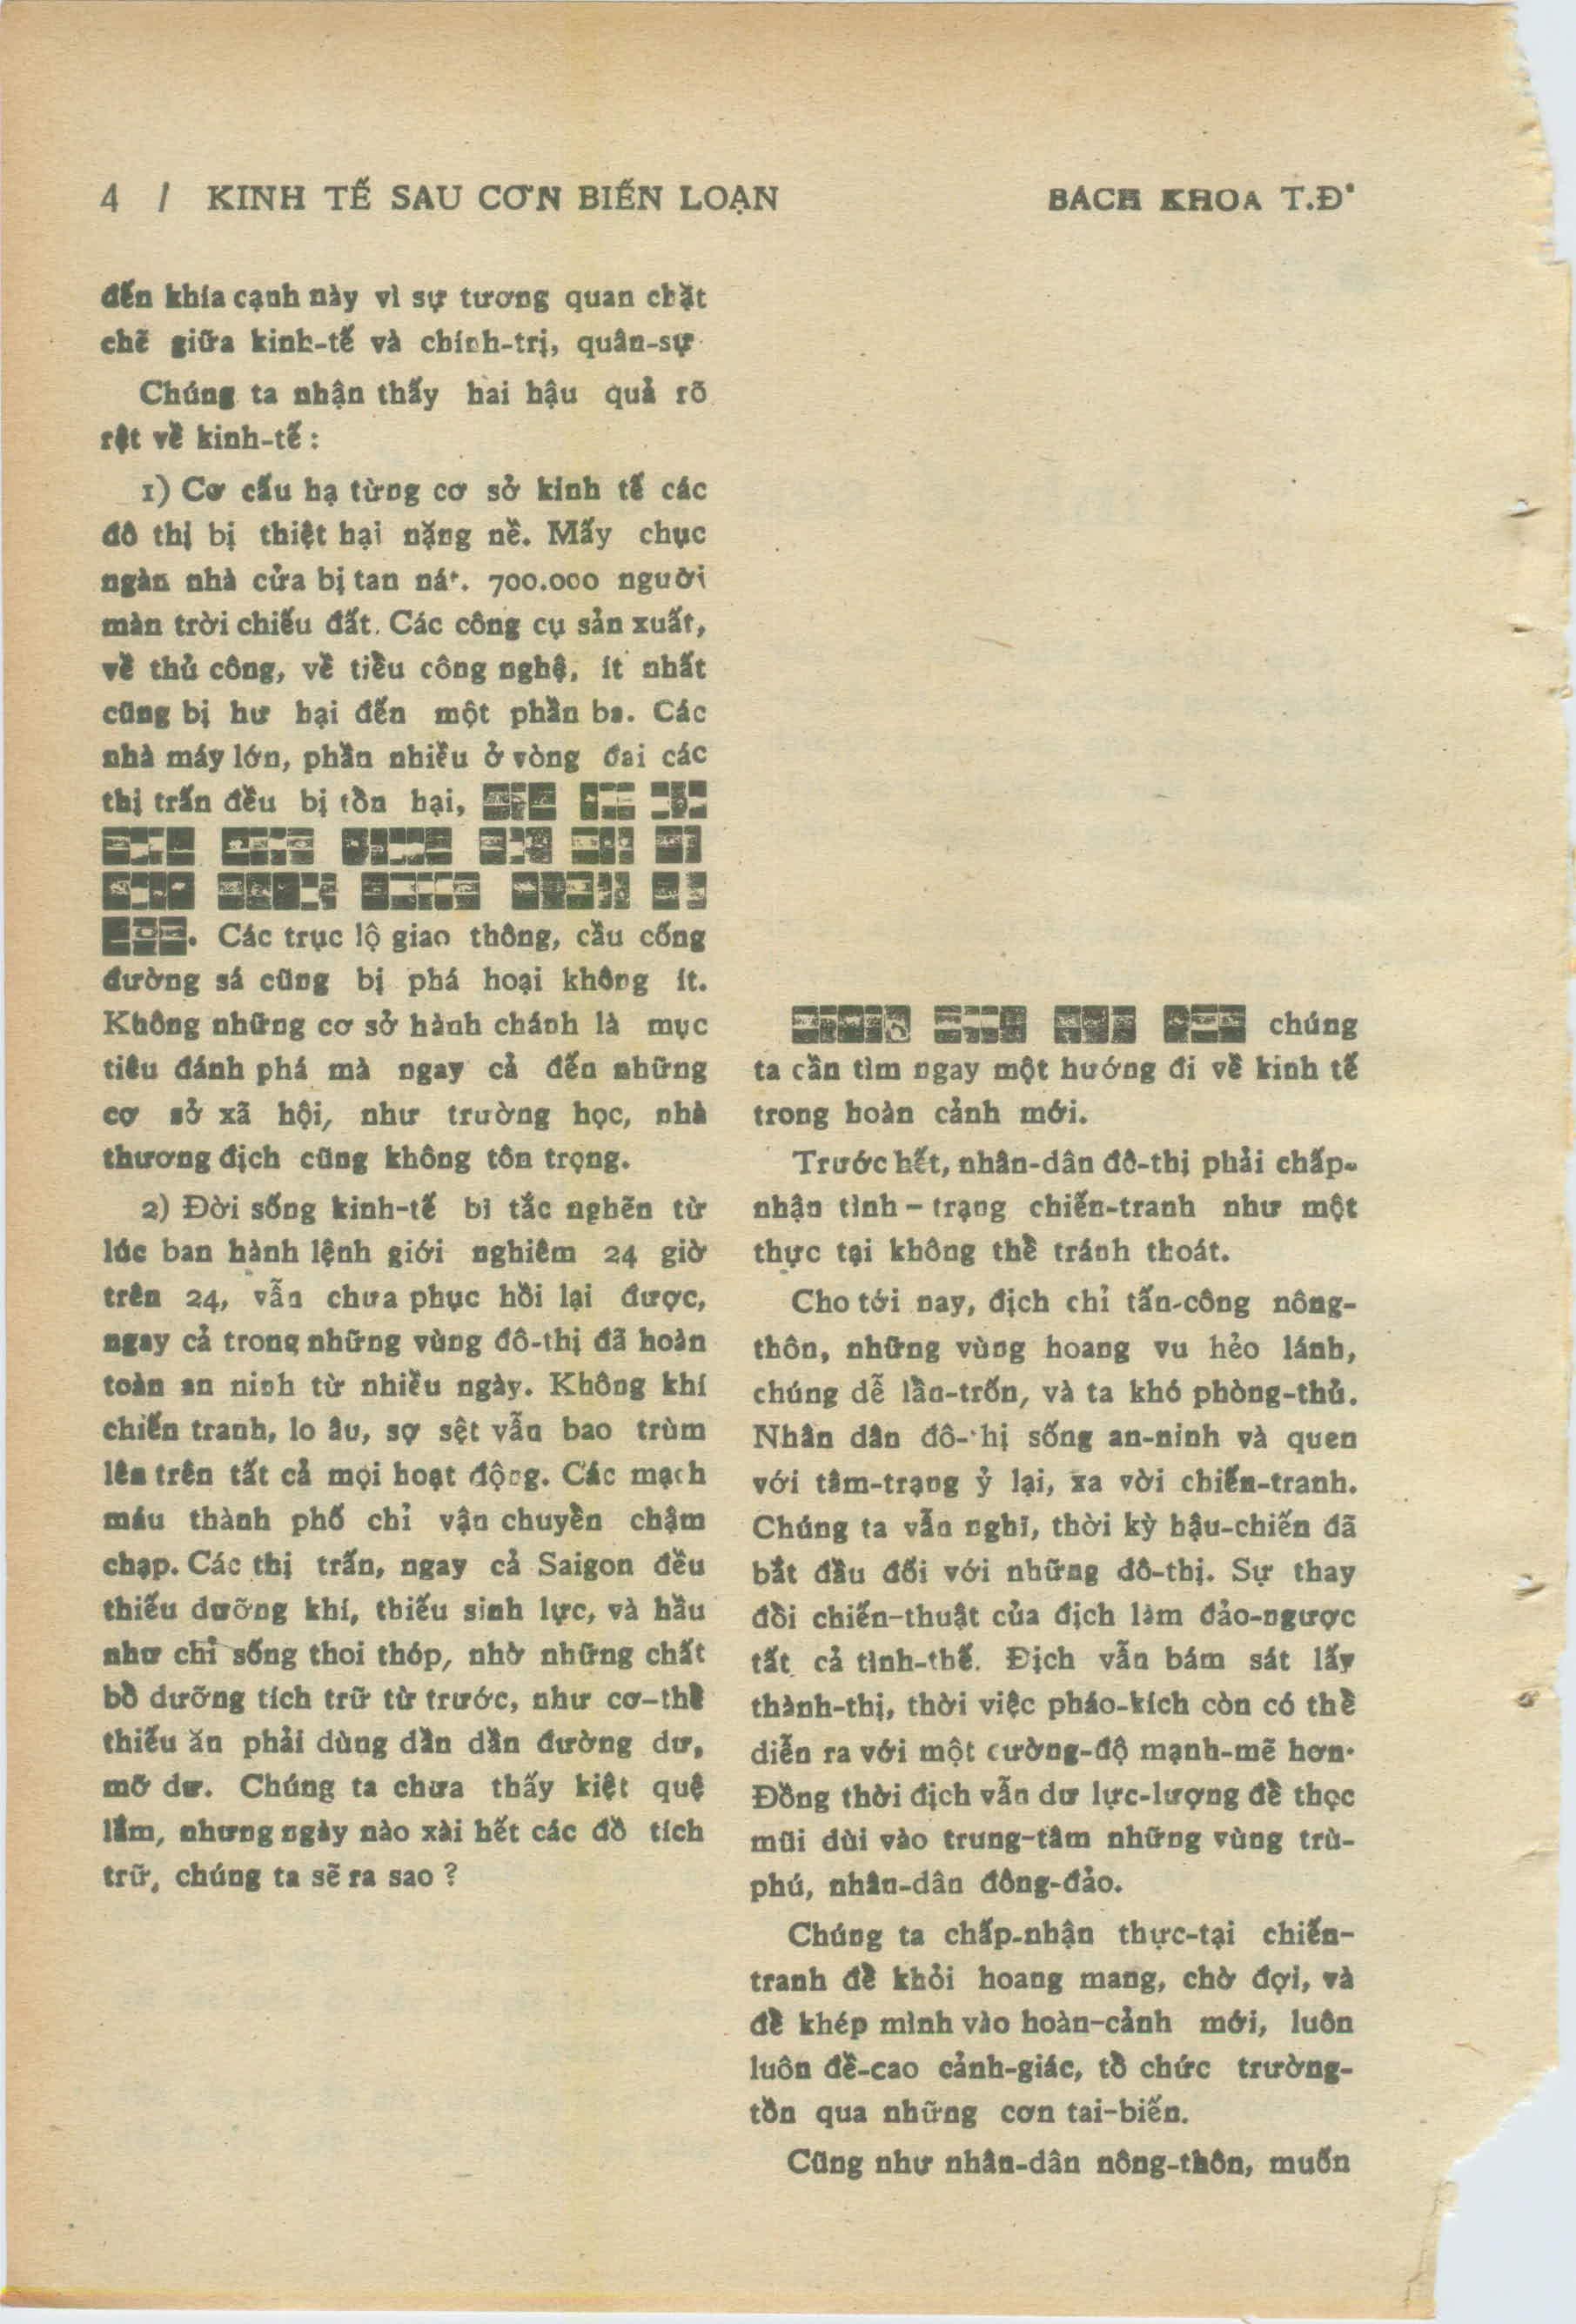 4 / KINH TẾ SAU CƠN BIẾN LOẠN
BÁCH KHOA T.Đ
đến khía cạnh này vì sự tương quan chặt
chẽ giữa kinh-tế và chính-trị, quân-sự
Chúng ta nhận thấy hai hậu quả rõ
rệt về kinh-tế :
1) Cơ cấu hạ từng cơ sở kinh tế các
đô thị bị thiệt hại nặng nề. Mấy chục
ngàn nhà cửa bị tan nát. 700.000 người
màn trời chiếu đất. Các công cụ sản xuất,
về thủ công, về tiểu công nghệ, ít nhất
cũng bị hư hại đến một phần ba. Các
nhà máy lớn, phần nhiều ở vòng đai các
thị trấn đều bị tổn hại,
. Các trục lộ giao thông, cầu cống
đường sá cũng bị phá hoại không ít.
Không những cơ sở hành chánh là mục
tiêu đánh phá mà ngay cả đến những
cơ sở xã hội, như trường học, nhà
thương địch cũng không tôn trọng.
2) Đời sống kinh-tế bị tắc nghẽn từ
lúc ban hành lệnh giới nghiêm 24 giờ
trên 24, vẫn chưa phục hồi lại được,
ngay cả trong những vùng đô-thị đã hoàn
toàn an ninh từ nhiều ngày. Không khí
chiến tranh, lo âu, sợ sệt vẫn bao trùm
lên trên tất cả mọi hoạt động. Các mạch
máu thành phố chỉ vận chuyển chậm
chạp. Các thị trấn, ngay cả Saigon đều
thiếu dưỡng khí, thiếu sinh lực, và hầu
như chỉ sống thoi thóp, nhờ những chất
bổ dưỡng tích trữ từ trước, như cơ-thể
thiếu ăn phải dùng dần dần đường dư,
mỡ dư. Chúng ta chưa thấy kiệt quệ
lắm, nhưng ngày nào xài hết các đồ tích
trữ, chúng ta sẽ ra sao ?
chúng
ta cần tìm ngay một hướng đi về kinh tế
trong hoàn cảnh mới.
Trước hết, nhân-dân đô-thị phải chấp-
nhận tình – trạng chiến-tranh như một
thực tại không thể tránh thoát.
Cho tới nay, địch chỉ tấn-công nông-
thôn, những vùng hoang vu hẻo lánh,
chúng dễ lẩn-trốn, và ta khó phòng-thủ.
Nhân dân đô-thị sống an-ninh và quen
với tâm-trạng ỷ lại, xa vời chiến-tranh.
Chúng ta vẫn nghĩ, thời kỳ hậu-chiến đã
bắt đầu đối với những đô-thị. Sự thay
đổi chiến-thuật của địch làm đảo-ngược
tất cả tình-thế. Địch vẫn bám sát lấy
thành-thị, thời việc pháo-kích còn có thể
diễn ra với một cường-độ mạnh-mẽ hơn.
Đồng thời địch vẫn dư lực-lượng để thọc
mũi dùi vào trung-tâm những vùng trù-
phú, nhân-dân đông-đảo.
Chúng ta chấp-nhận thực-tại chiến-
tranh để khỏi hoang mang, chờ đợi, và
để khép mình vào hoàn-cảnh mới, luôn
luôn đề-cao cảnh-giác, tổ chức trường-
tồn qua những cơn tai-biến.
Cũng như nhân-dân nông-thôn, muốn